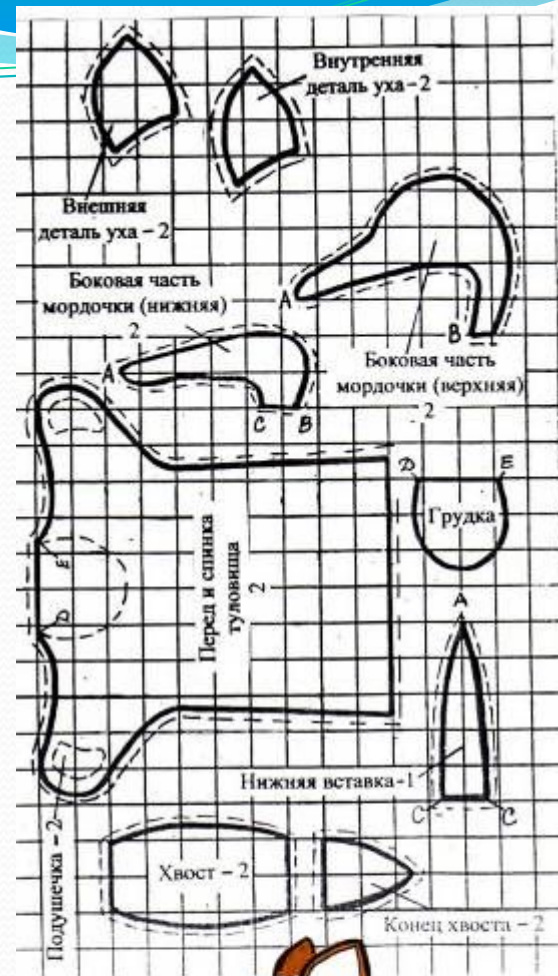 Внутренняя
деталь уха-2
Внешняя
деталь уха - 2
Боковая часть
мордочки (нижняя)
2
A
A
B
Боковая часть
мордочки (верхняя)
2
C B
D E
Грудка
E
D
Перед и спинка
туловища
2
A
Нижняя вставка-1
C C
Подушечка - 2
Хвост - 2
Конец хвоста - 2